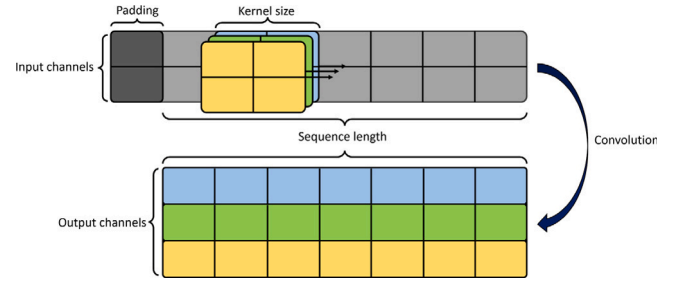 Padding
Kernel size
Input channels
Sequence length
Convolution
Output channels